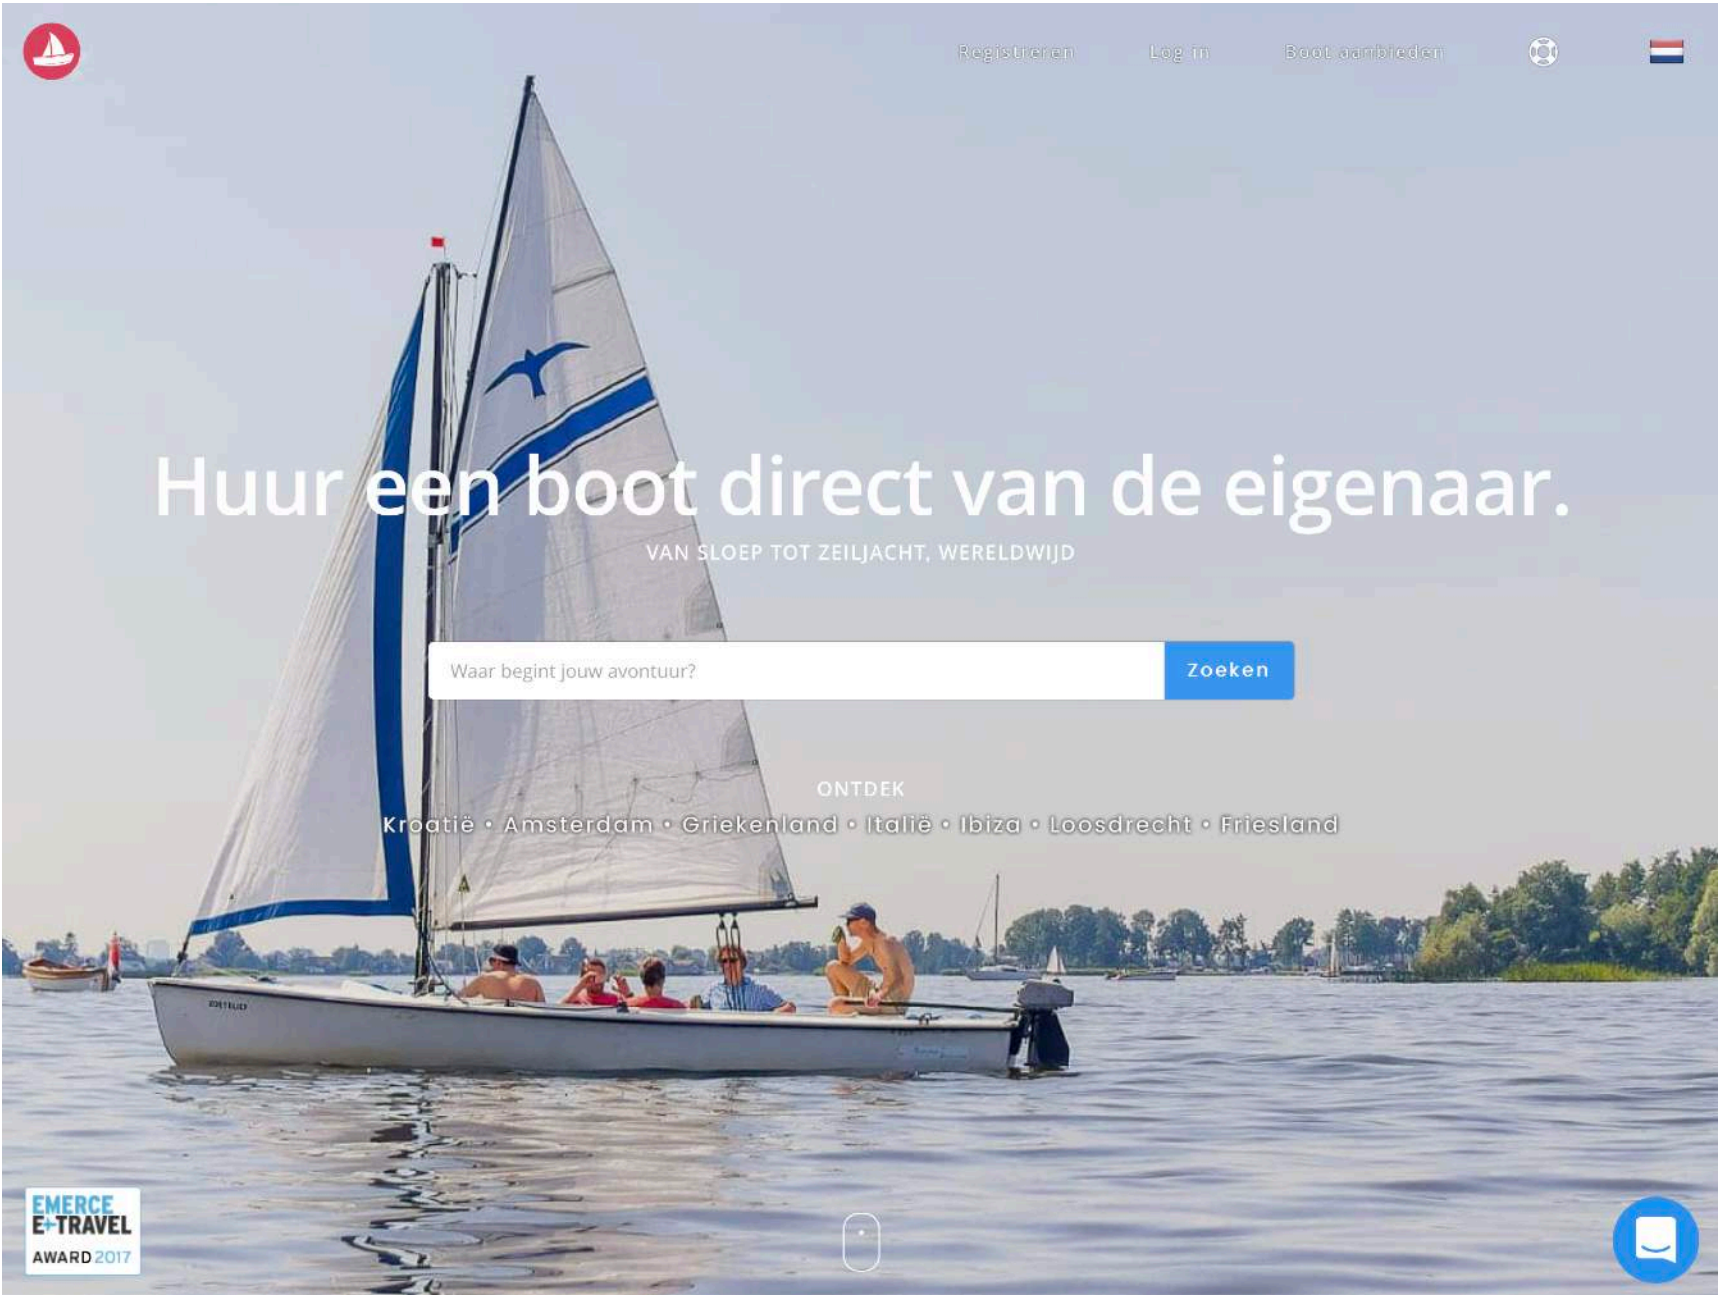 Registreren Log in Boot aanbieden
Huur een boot direct van de eigenaar.
VAN SLOEP TOT ZEILJACHT, WERELDWIJD
Waar begint jouw avontuur? Zoeken
ONTDEK
Kroatië • Amsterdam • Griekenland • Italië • Ibiza • Loosdrecht • Friesland
EMERCE
E+TRAVEL
AWARD 2017